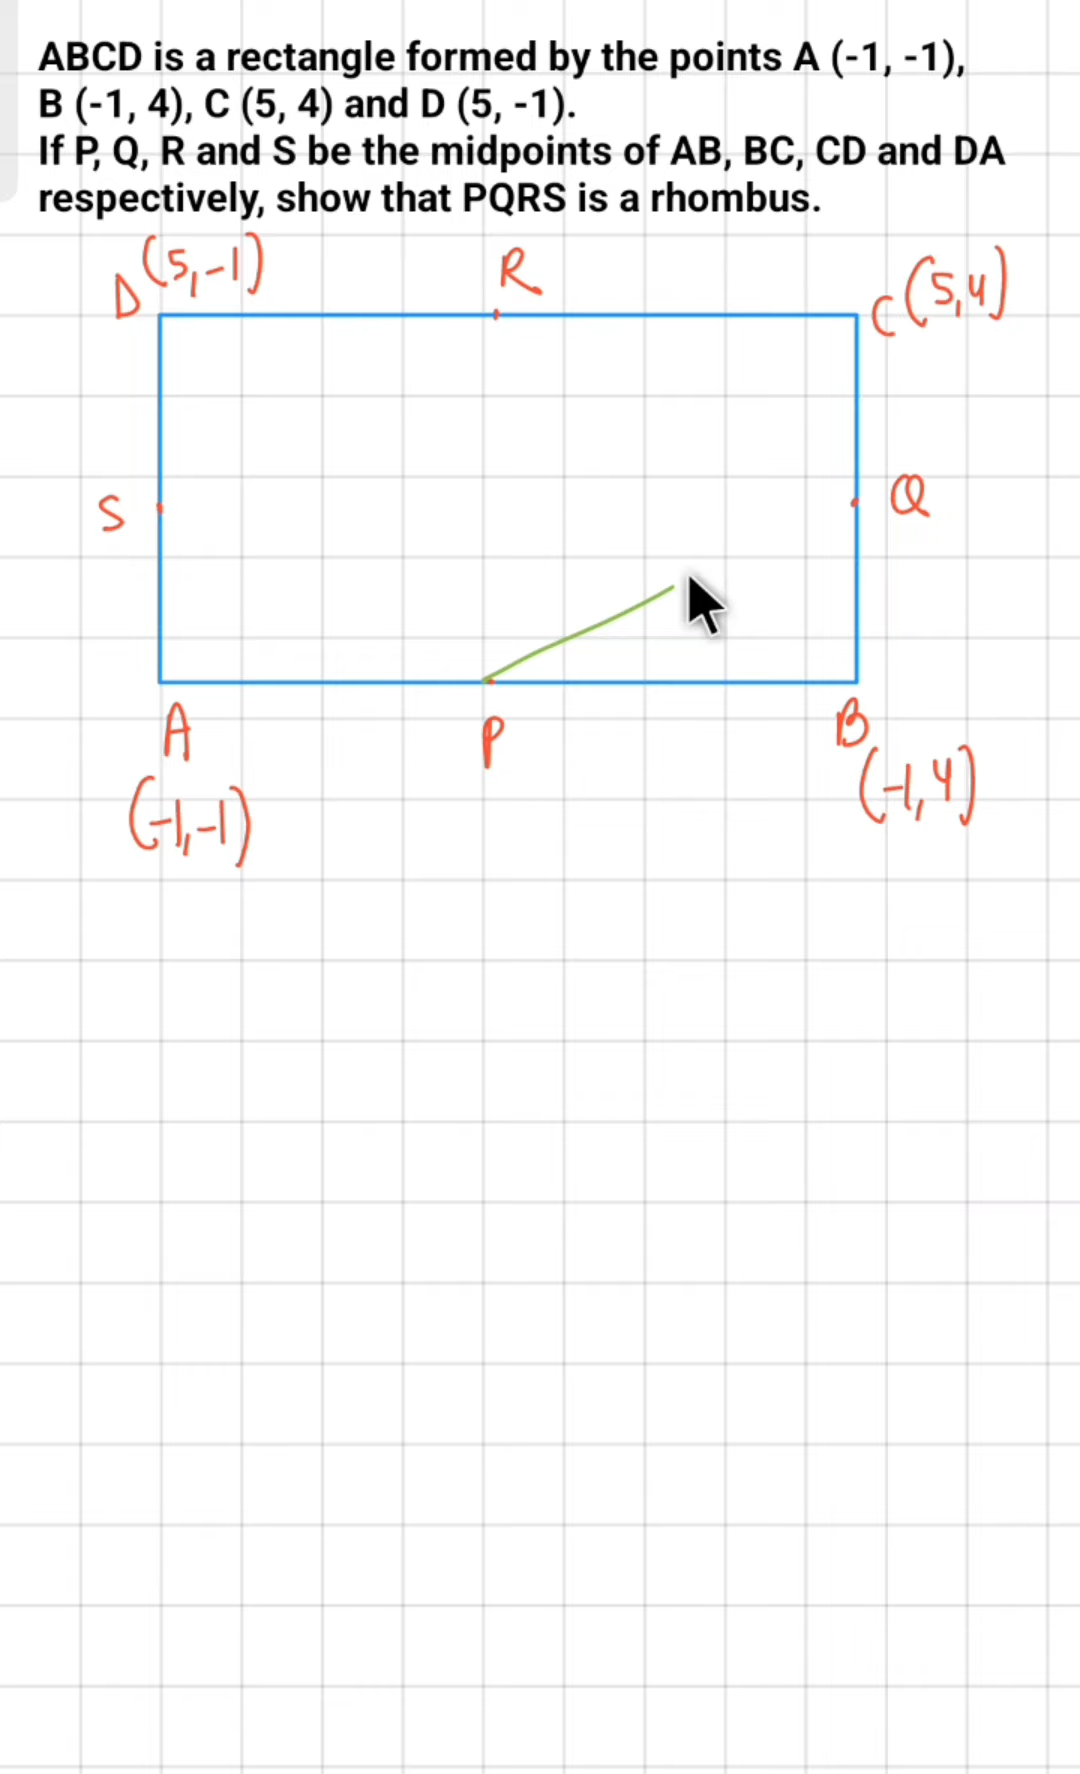 ABCD is a rectangle formed by the points A (-1, -1),
B (-1, 4), C (5, 4) and D (5, -1).
If P, Q, R and S be the midpoints of AB, BC, CD and DA
respectively, show that PQRS is a rhombus.
D (5,-1) R C (5,4)
S Q
A P B
(-1,-1) (-1,4)